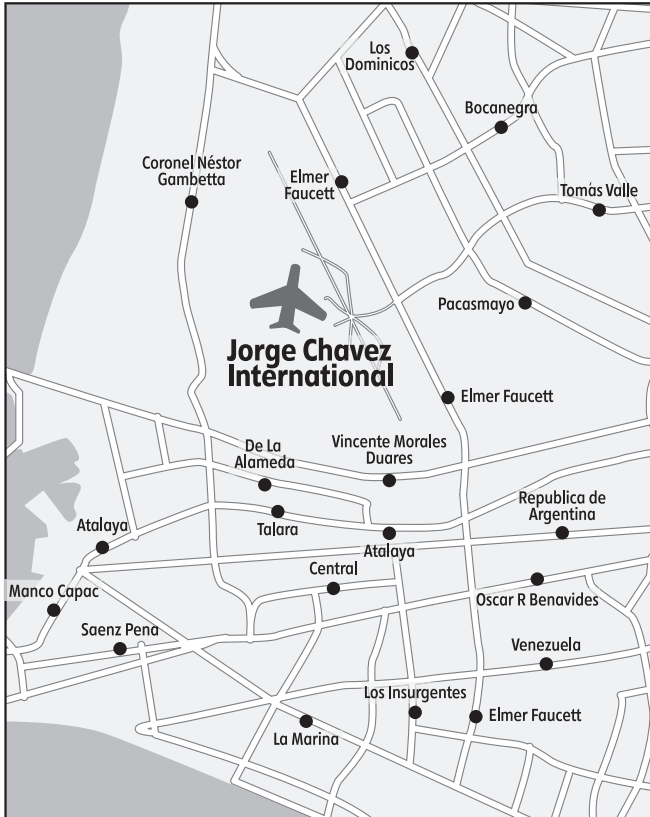 Los
Dominicos
Bocanegra
Coronel Néstor
Gambetta
Elmer
Faucett
Tomas Valle
Pacasmayo
Jorge Chavez
International
Elmer Faucett
De La
Alameda
Vincente Morales
Duares
Republica de
Argentina
Talara
Atalaya
Atalaya
Central
Manco Capac
Oscar R Benavides
Saenz Pena
Venezuela
Los Insurgentes
Elmer Faucett
La Marina